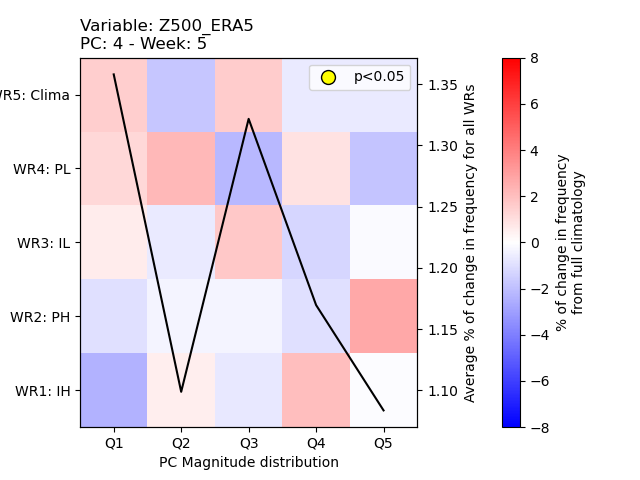 Variable: Z500_ERA5
PC: 4 - Week: 5
p<0.05
WR5: Clima
WR4: PL
WR3: IL
WR2: PH
WR1: IH
Q1 Q2 Q3 Q4 Q5
PC Magnitude distribution
1.35
1.30
1.25
1.20
1.15
1.10
Average % of change in frequency for all WRs
8
6
4
2
0
−2
−4
−6
−8
% of change in frequency
from full climatology